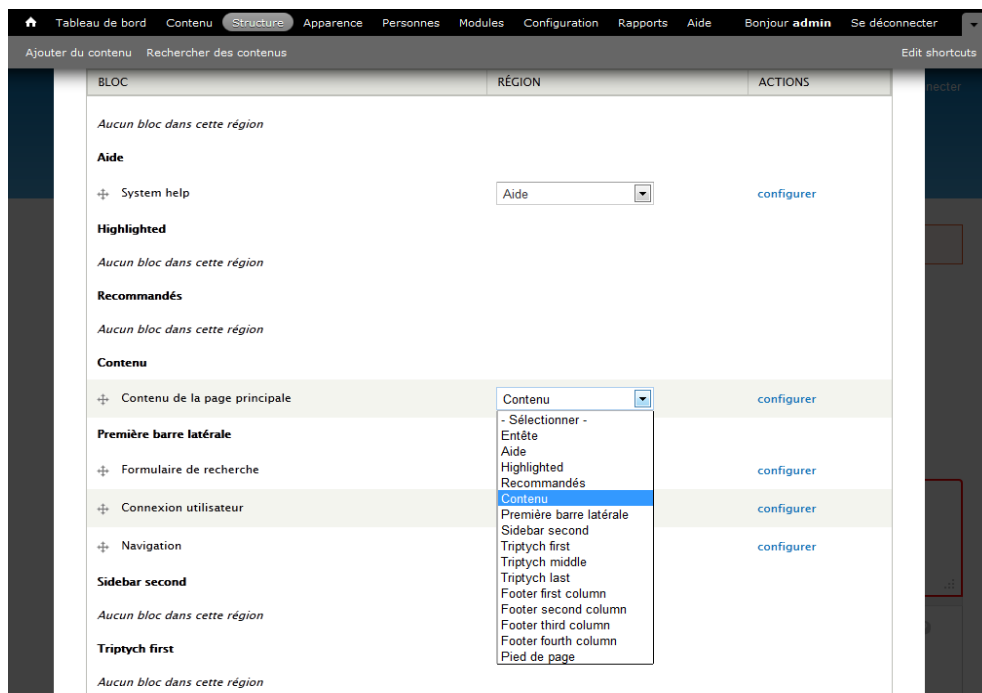 Tableau de bord Contenu Structure Apparence Personnes Modules Configuration Rapports Aide Bonjour admin Se déconnecter
Ajouter du contenu Rechercher des contenus Edit shortcuts
necter
BLOC RÉGION ACTIONS
Aucun bloc dans cette région
Aide
System help Aide configurer
Highlighted
Aucun bloc dans cette région
Recommandés
Aucun bloc dans cette région
Contenu
Contenu de la page principale Contenu configurer
- Sélectionner -
Entête
Aide
Highlighted
Recommandés
Contenu
Première barre latérale
Sidebar second
Triptych first
Triptych middle
Triptych last
Footer first column
Footer second column
Footer third column
Footer fourth column
Pied de page
Première barre latérale
Formulaire de recherche configurer
Connexion utilisateur configurer
Navigation configurer
Sidebar second
Aucun bloc dans cette région
Triptych first
Aucun bloc dans cette région